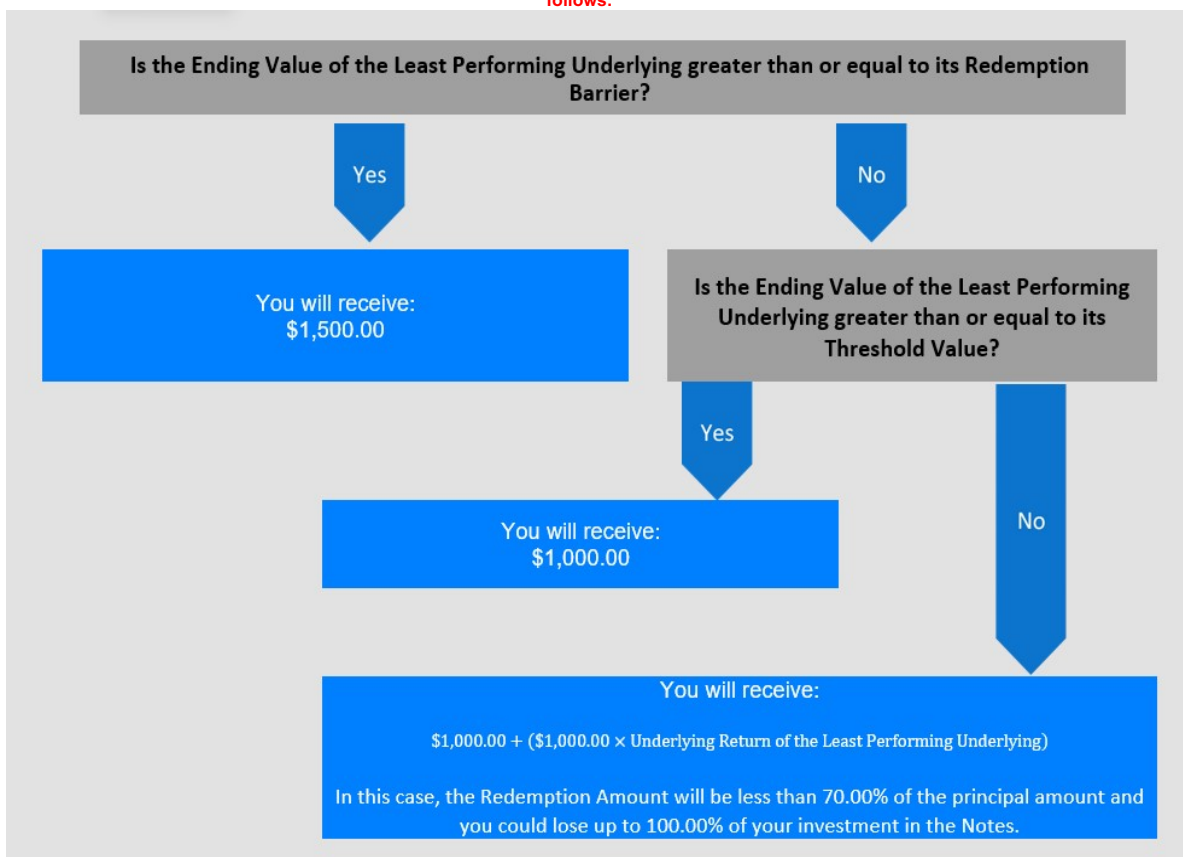 follows:
Is the Ending Value of the Least Performing Underlying greater than or equal to its Redemption
Barrier?
Yes
No
You will receive:
$1,500.00
Is the Ending Value of the Least Performing
Underlying greater than or equal to its
Threshold Value?
Yes
No
You will receive:
$1,000.00
You will receive:
$1,000.00 + ($1,000.00 × Underlying Return of the Least Performing Underlying)
In this case, the Redemption Amount will be less than 70.00% of the principal amount and
you could lose up to 100.00% of your investment in the Notes.